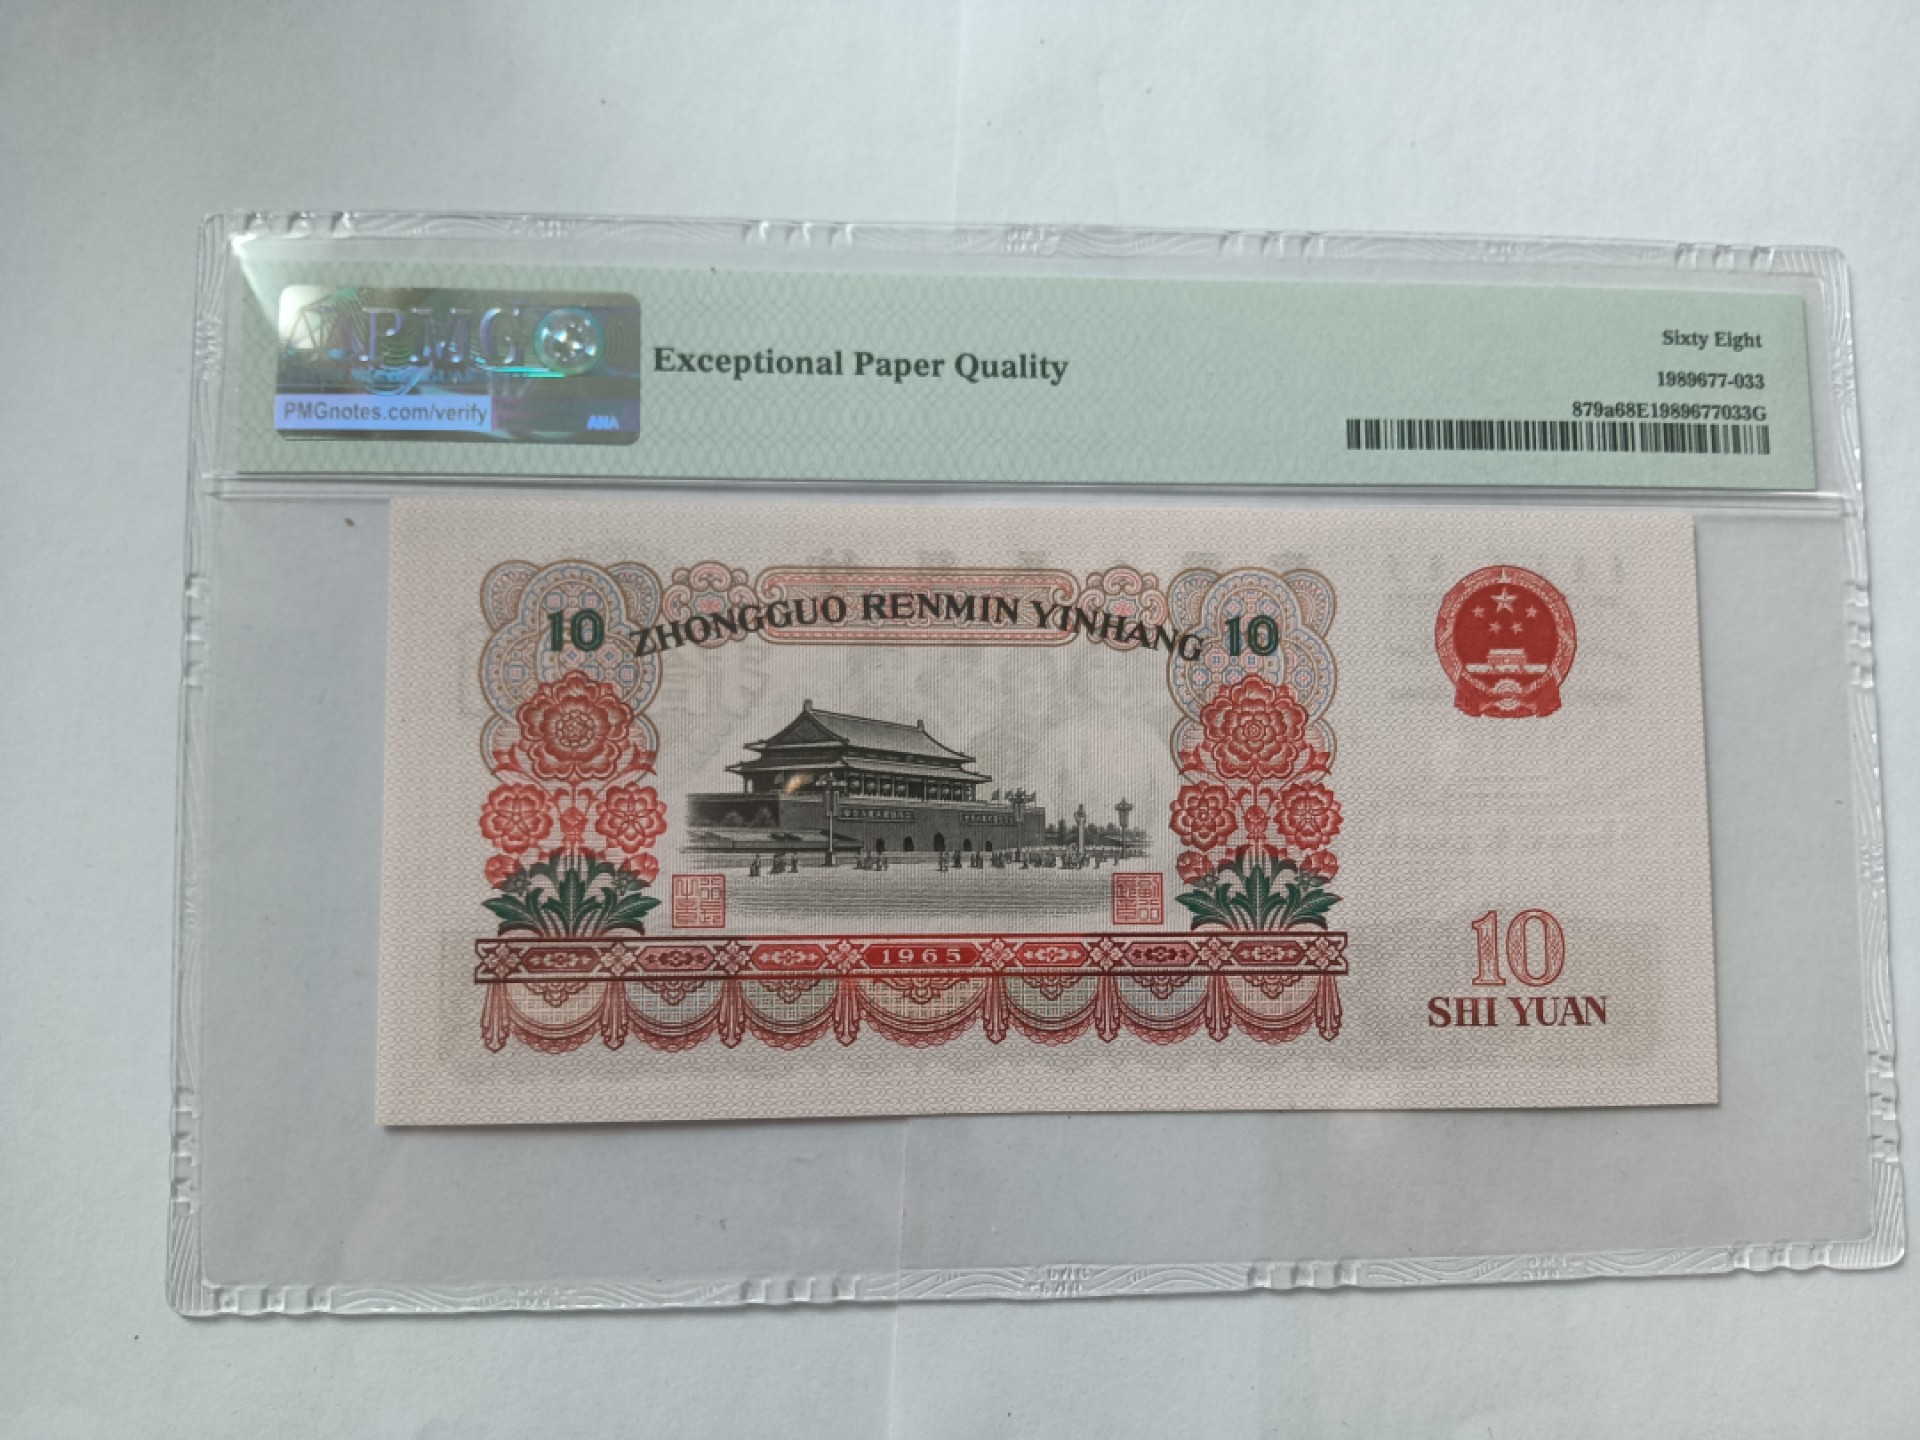 PMG
PMGnotes.com/verify
ANA
Exceptional Paper Quality
Sixty Eight
1989677-033
879a68E1989677033G
10 ZHONGGUO RENMIN YINHANG 10
1965
10
SHI YUAN